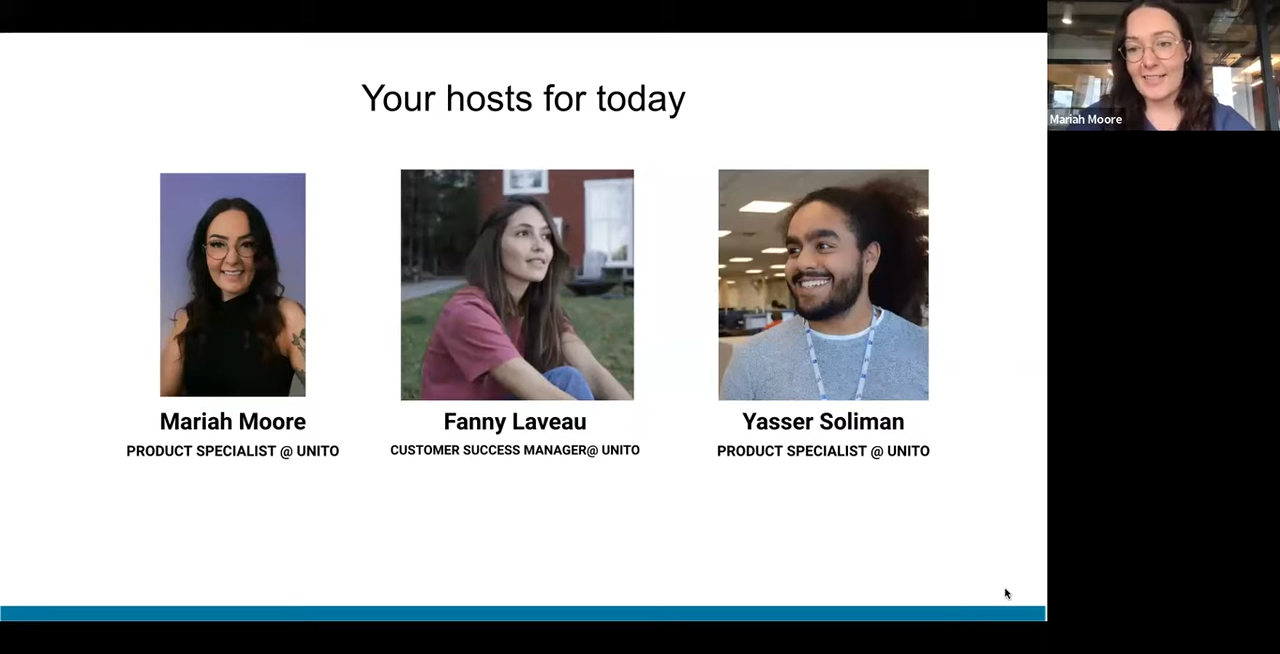 Your hosts for today
Mariah Moore
Mariah Moore
PRODUCT SPECIALIST @ UNITO
Fanny Laveau
CUSTOMER SUCCESS MANAGER@ UNITO
Yasser Soliman
PRODUCT SPECIALIST @ UNITO